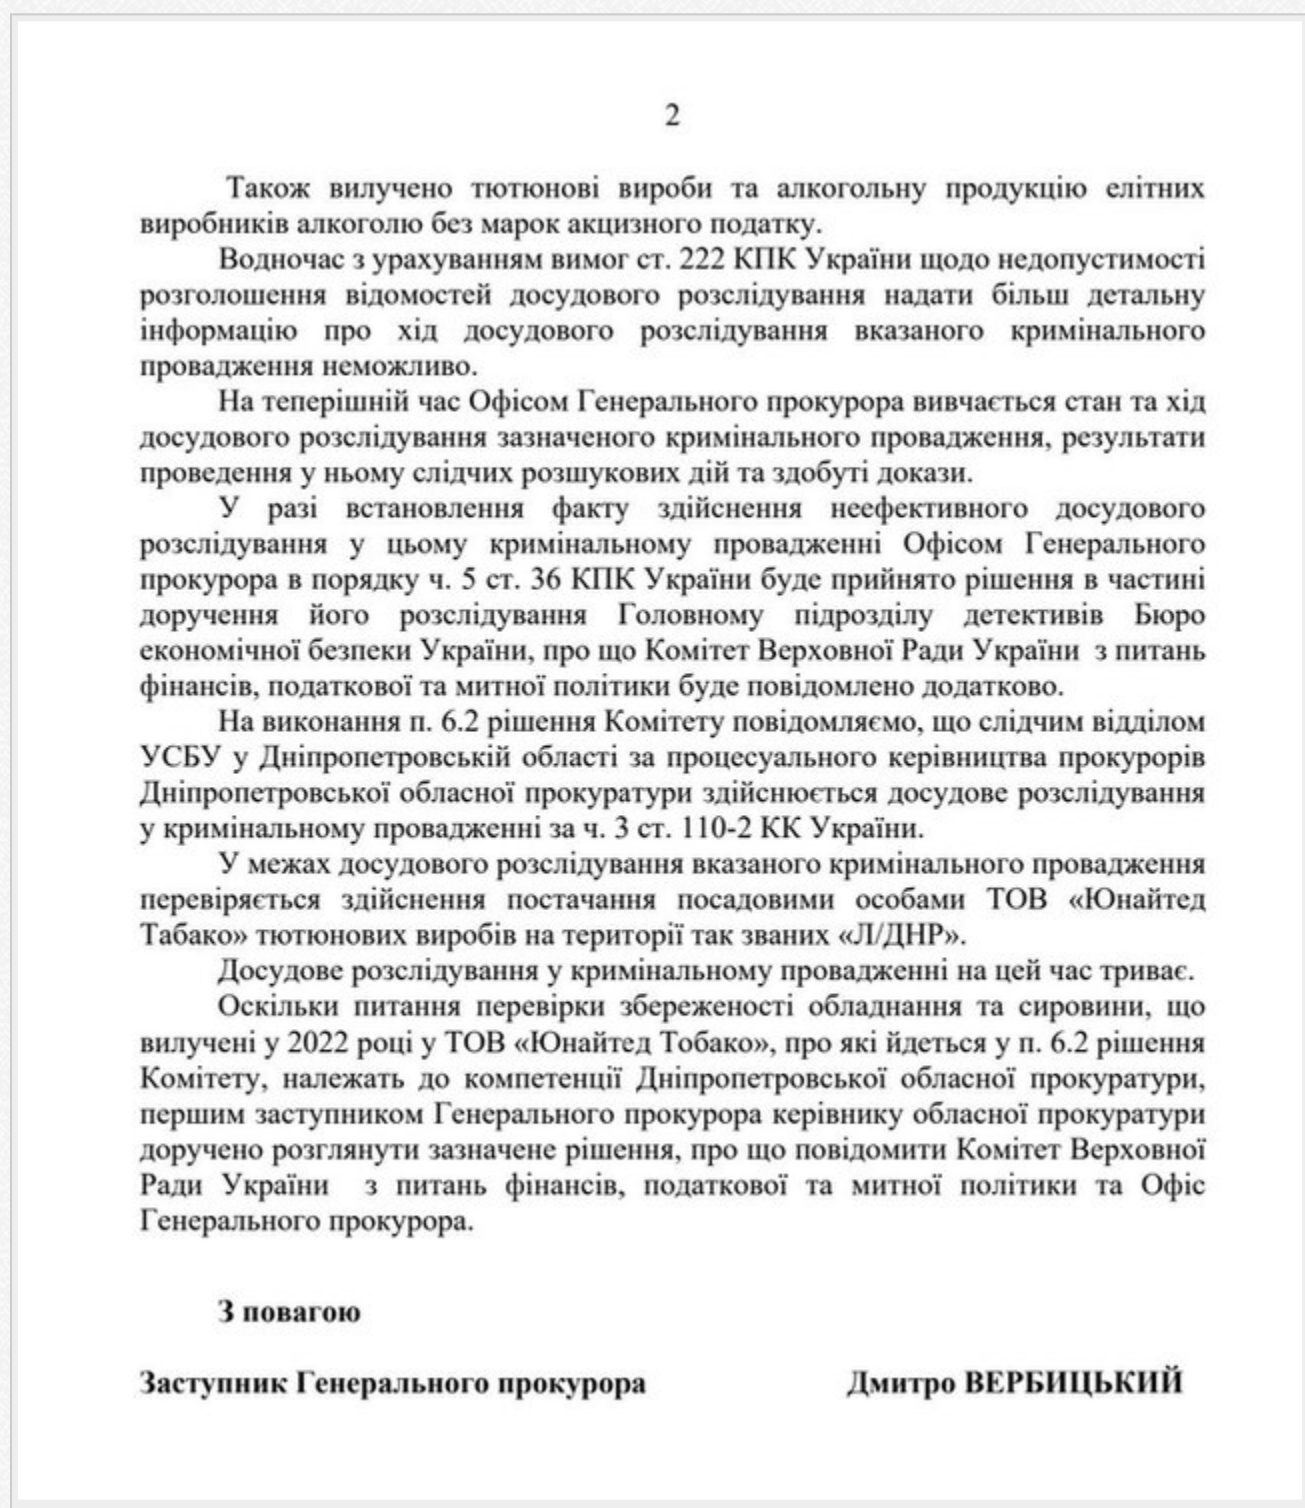 2
Також вилучено тютюнові вироби та алкогольну продукцію елітних
виробників алкоголю без марок акцизного податку.
Водночас з урахуванням вимог ст. 222 КПК України щодо недопустимості
розголошення відомостей досудового розслідування надати більш детальну
інформацію про хід досудового розслідування вказаного кримінального
провадження неможливо.
На теперішній час Офісом Генерального прокурора вивчається стан та хід
досудового розслідування зазначеного кримінального провадження, результати
проведення у ньому слідчих розшукових дій та здобуті докази.
У разі встановлення факту здійснення неефективного досудового
розслідування у цьому кримінальному провадженні Офісом Генерального
прокурора в порядку ч. 5 ст. 36 КПК України буде прийнято рішення в частині
доручення його розслідування Головному підрозділу детективів Бюро
економічної безпеки України, про що Комітет Верховної Ради України з питань
фінансів, податкової та митної політики буде повідомлено додатково.
На виконання п. 6.2 рішення Комітету повідомляємо, що слідчим відділом
УСБУ у Дніпропетровській області за процесуального керівництва прокурорів
Дніпропетровської обласної прокуратури здійснюється досудове розслідування
у кримінальному провадженні за ч. 3 ст. 110-2 КК України.
У межах досудового розслідування вказаного кримінального провадження
перевіряється здійснення постачання посадовими особами ТОВ «Юнайтед
Табако» тютюнових виробів на території так званих «Л/ДНР».
Досудове розслідування у кримінальному провадженні на цей час триває.
Оскільки питання перевірки збереженості обладнання та сировини, що
вилучені у 2022 році у ТОВ «Юнайтед Тобако», про які йдеться у п. 6.2 рішення
Комітету, належать до компетенції Дніпропетровської обласної прокуратури,
першим заступником Генерального прокурора керівнику обласної прокуратури
доручено розглянути зазначене рішення, про що повідомити Комітет Верховної
Ради України з питань фінансів, податкової та митної політики та Офіс
Генерального прокурора.
З повагою
Заступник Генерального прокурора Дмитро ВЕРБИЦЬКИЙ